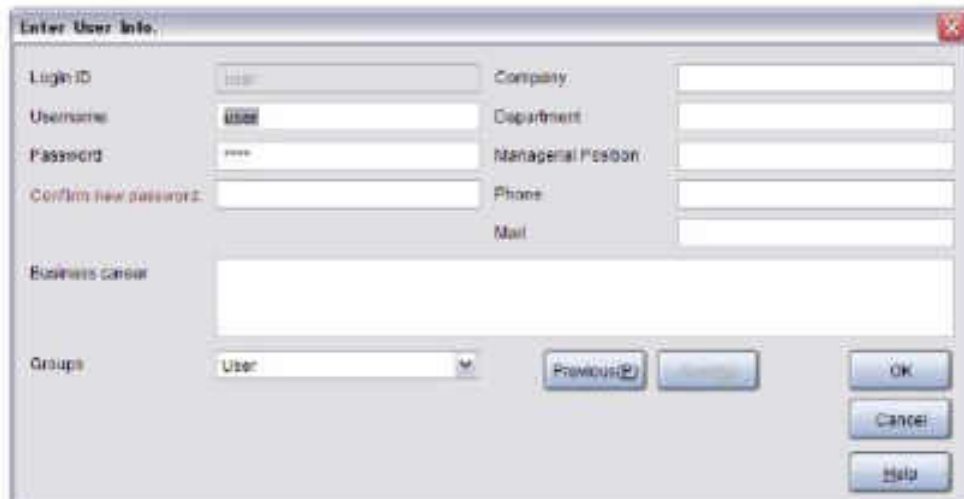 Enter User Info.
Login ID
user
Company
Username
user
Department
Password
****
Managerial Position
Confirm new password
Phone
Mail
Business career
Groups
User
Previous(P)
OK
Cancel
Help